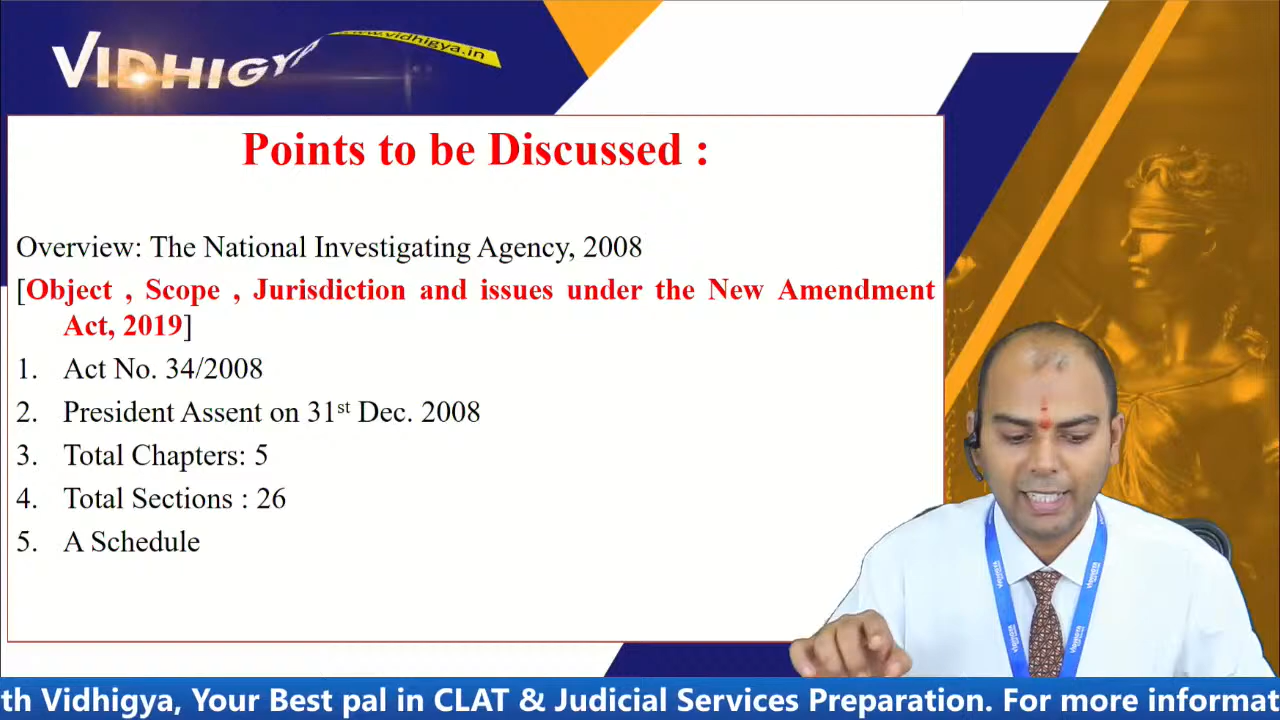 VIDHIGYA
www.vidhigya.in
Points to be Discussed :
Overview: The National Investigating Agency, 2008
[Object , Scope , Jurisdiction and issues under the New Amendment
Act, 2019]
1. Act No. 34/2008
2. President Assent on 31st Dec. 2008
3. Total Chapters: 5
4. Total Sections : 26
5. A Schedule
VIDHIGYA
VIDHIGYA
th Vidhigya, Your Best pal in CLAT & Judicial Services Preparation. For more informat